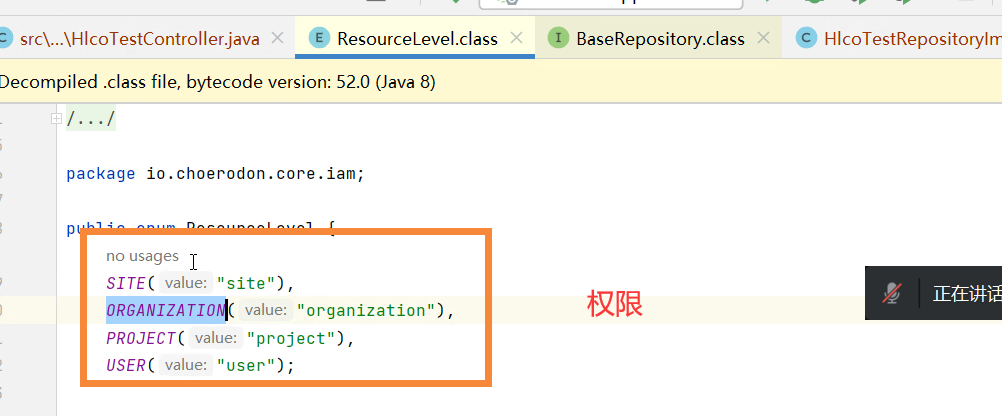 src\...\HlcoTestController.java ResourceLevel.class BaseRepository.class HlcoTestRepositoryIm
Decompiled .class file, bytecode version: 52.0 (Java 8)
/.../
package io.choerodon.core.iam;
public enum ResourceLevel {
no usages
SITE( value: "site"),
ORGANIZATION( value: "organization"),
PROJECT( value: "project"),
USER( value: "user");
权限
正在讲话